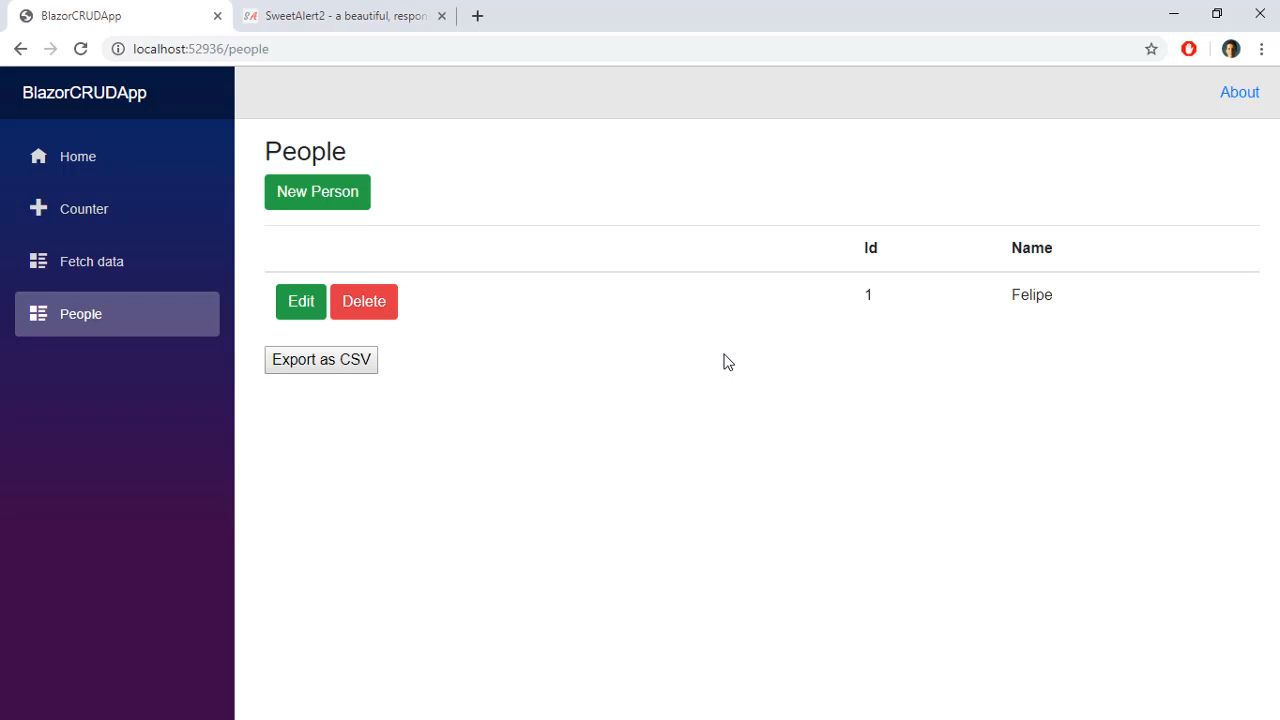 BlazorCRUDApp
SweetAlert2 - a beautiful, respon
localhost:52936/people
BlazorCRUDApp
About
Home
Counter
Fetch data
People
People
New Person
Id Name
Edit Delete 1 Felipe
Export as CSV